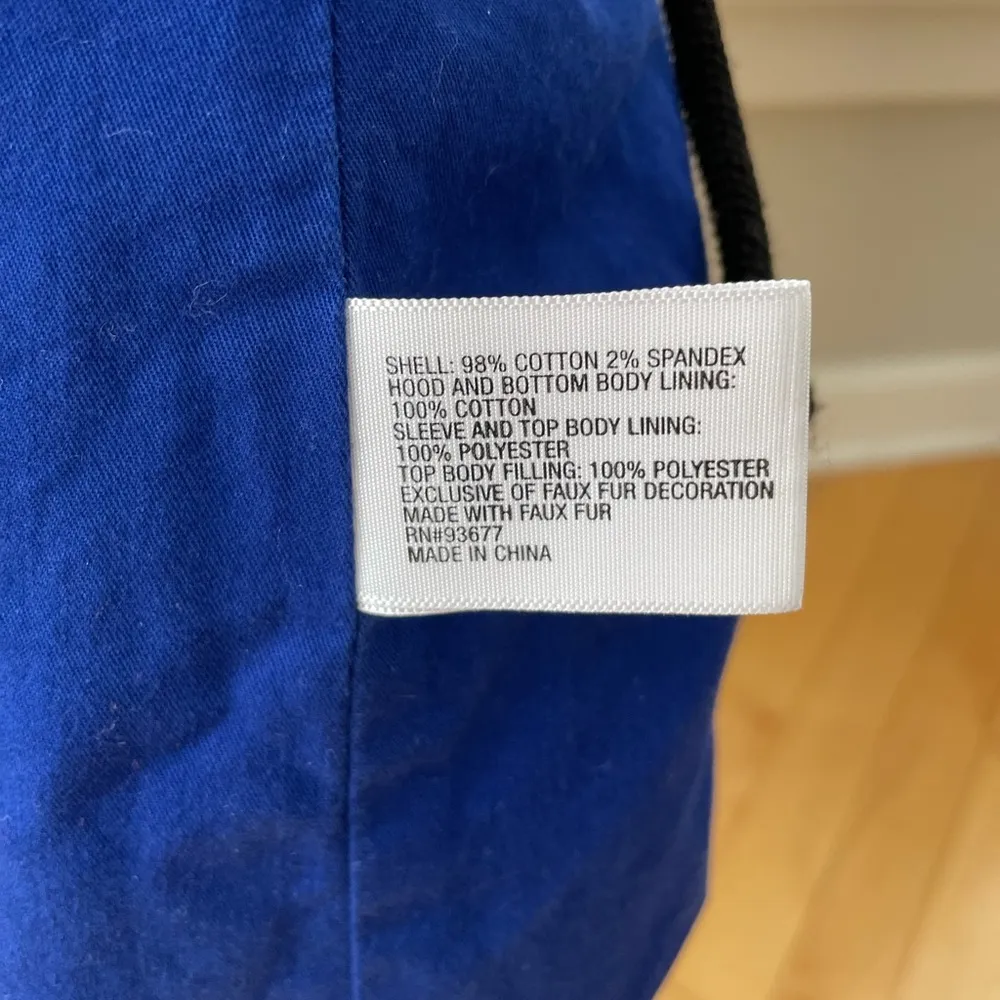 SHELL: 98% COTTON 2% SPANDEX
HOOD AND BOTTOM BODY LINING:
100% COTTON
SLEEVE AND TOP BODY LINING:
100% POLYESTER
TOP BODY FILLING: 100% POLYESTER
EXCLUSIVE OF FAUX FUR DECORATION
MADE WITH FAUX FUR
RN#93677
MADE IN CHINA